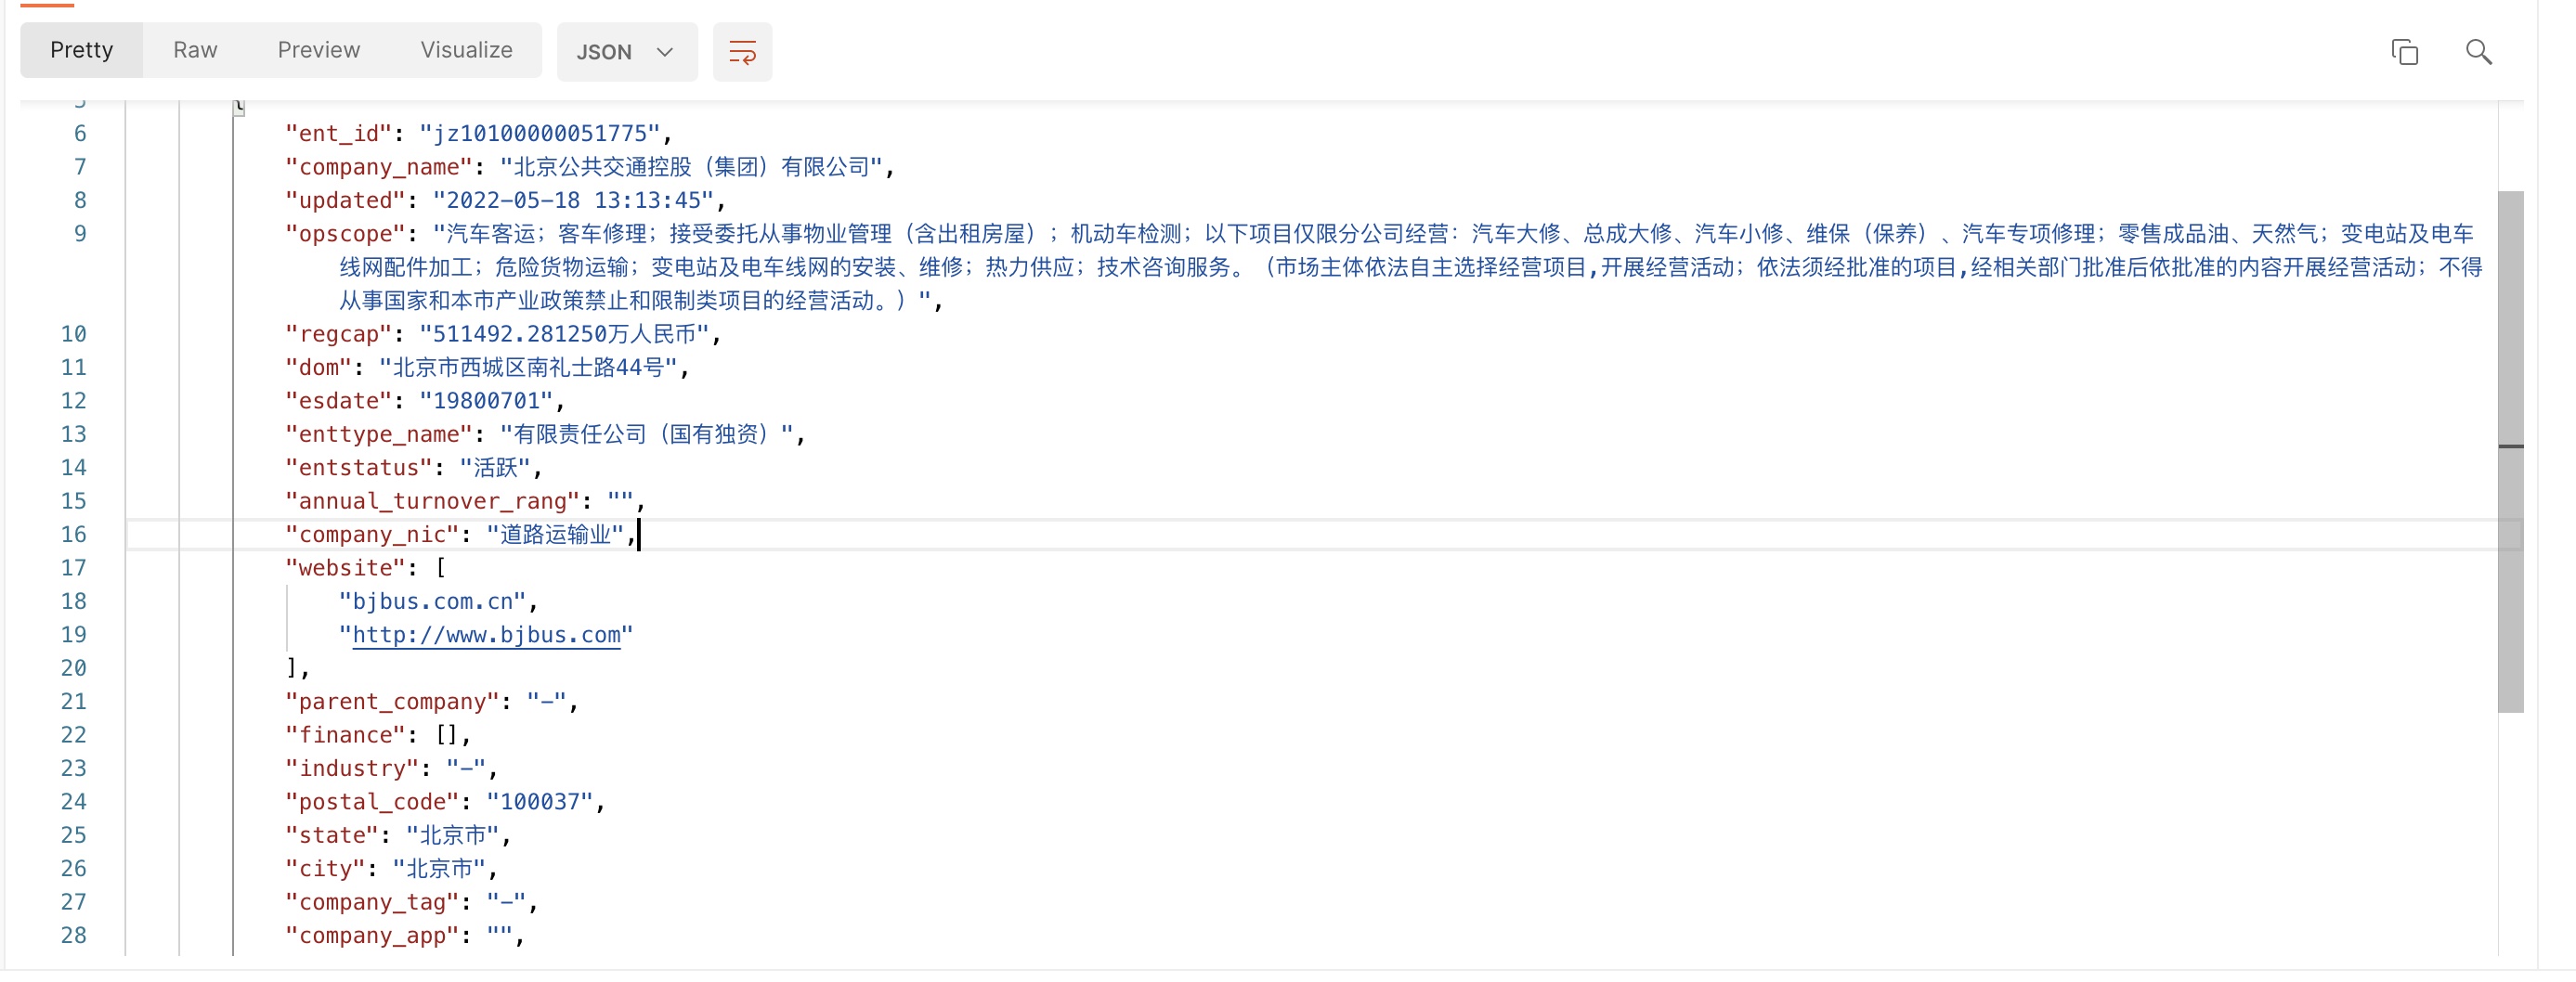 Pretty Raw Preview Visualize JSON
5 {
6 "ent_id": "jz10100000051775",
7 "company_name": "北京公共交通控股（集团）有限公司",
8 "updated": "2022-05-18 13:13:45",
9 "opscope": "汽车客运；客车修理；接受委托从事物业管理（含出租房屋）；机动车检测；以下项目仅限分公司经营：汽车大修、总成大修、汽车小修、维保（保养）、汽车专项修理；零售成品油、天然气；变电站及电车
线网配件加工；危险货物运输；变电站及电车线网的安装、维修；热力供应；技术咨询服务。（市场主体依法自主选择经营项目,开展经营活动；依法须经批准的项目,经相关部门批准后依批准的内容开展经营活动；不得
从事国家和本市产业政策禁止和限制类项目的经营活动。）",
10 "regcap": "511492.281250万人民币",
11 "dom": "北京市西城区南礼士路44号",
12 "esdate": "19800701",
13 "enttype_name": "有限责任公司（国有独资）",
14 "entstatus": "活跃",
15 "annual_turnover_rang": "",
16 "company_nic": "道路运输业",
17 "website": [
18 "bjbus.com.cn",
19 "http://www.bjbus.com"
20 ],
21 "parent_company": "-",
22 "finance": [],
23 "industry": "-",
24 "postal_code": "100037",
25 "state": "北京市",
26 "city": "北京市",
27 "company_tag": "-",
28 "company_app": "",